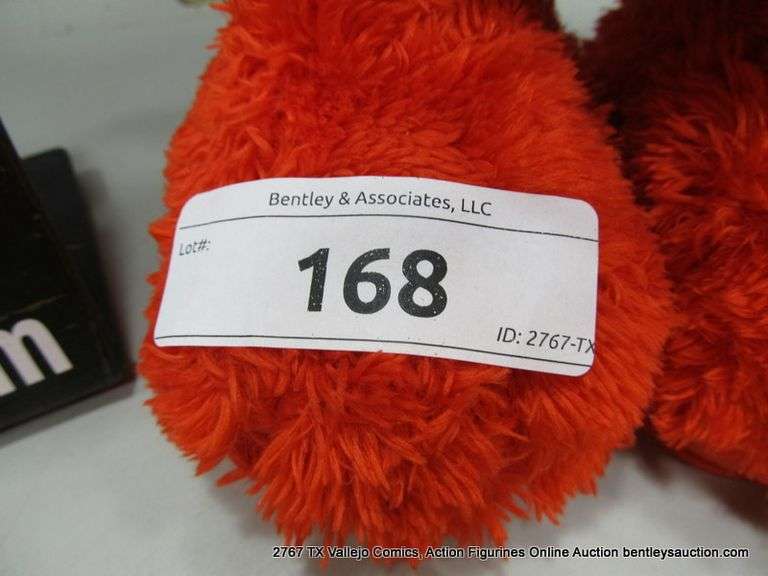 Bentley & Associates, LLC
Lot#:
168
ID: 2767-TX
m
2767 TX Vallejo Comics, Action Figurines Online Auction bentleysauction.com